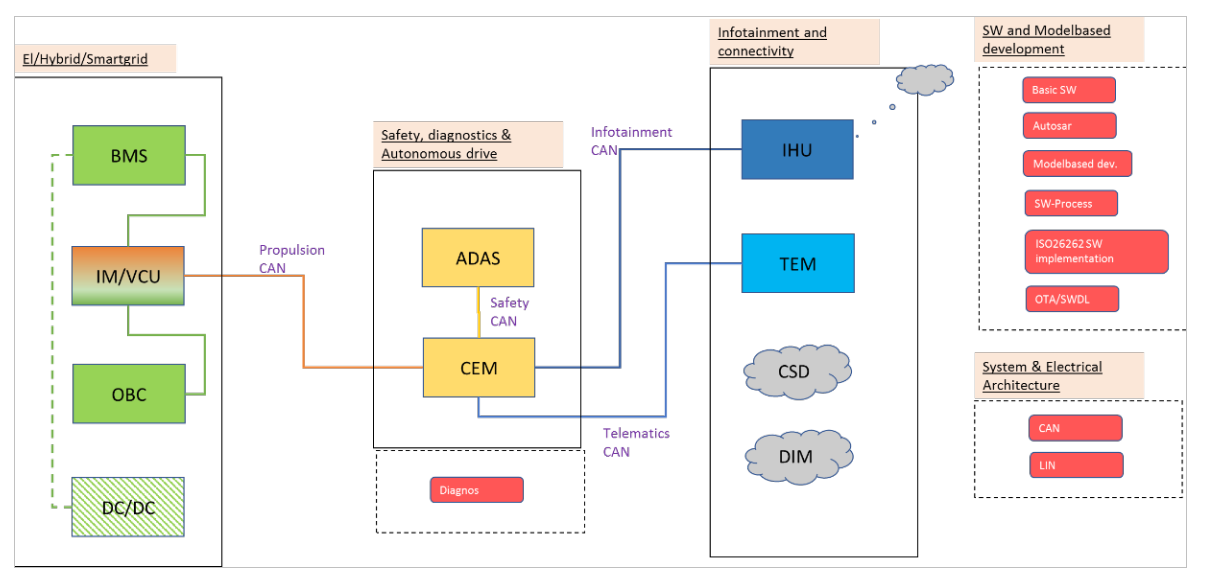 El/Hybrid/Smartgrid
BMS
IM/VCU
OBC
DC/DC
Propulsion
CAN
Safety, diagnostics &
Autonomous drive
ADAS
Safety
CAN
CEM
Diagnos
Infotainment
CAN
Telematics
CAN
Infotainment and
connectivity
IHU
TEM
CSD
DIM
SW and Modelbased
development
Basic SW
Autosar
Modelbased dev.
SW-Process
ISO26262 SW
implementation
OTA/SWDL
System & Electrical
Architecture
CAN
LIN